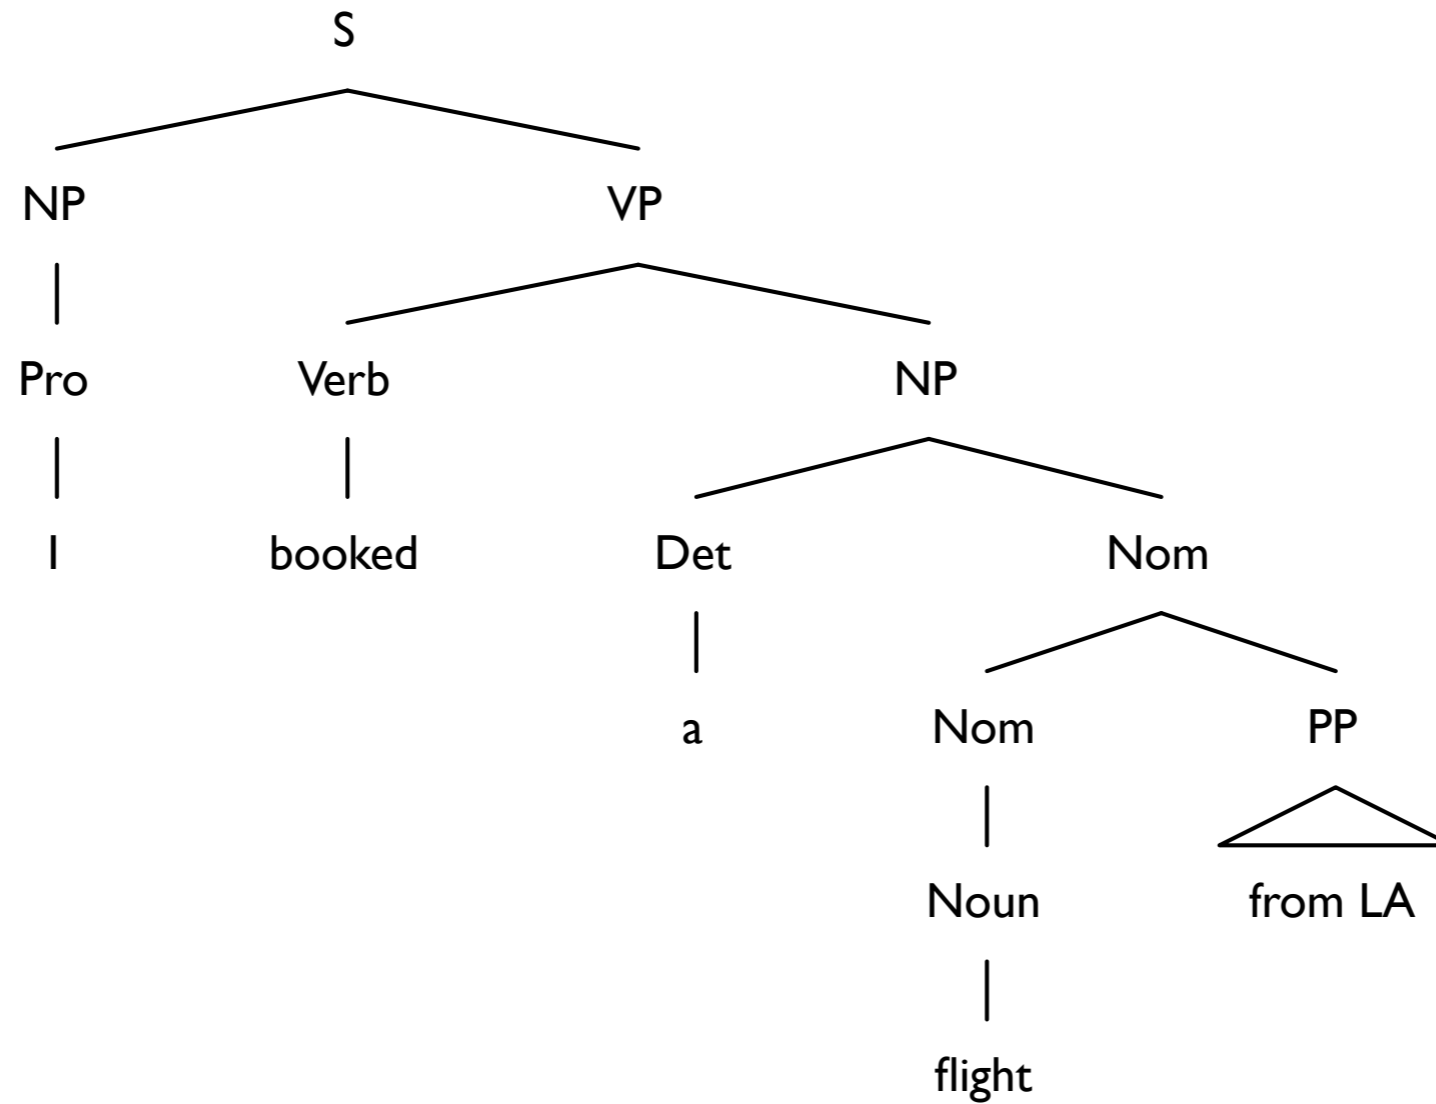 S
NP VP
Pro Verb NP
I booked Det Nom
a Nom PP
Noun from LA
flight